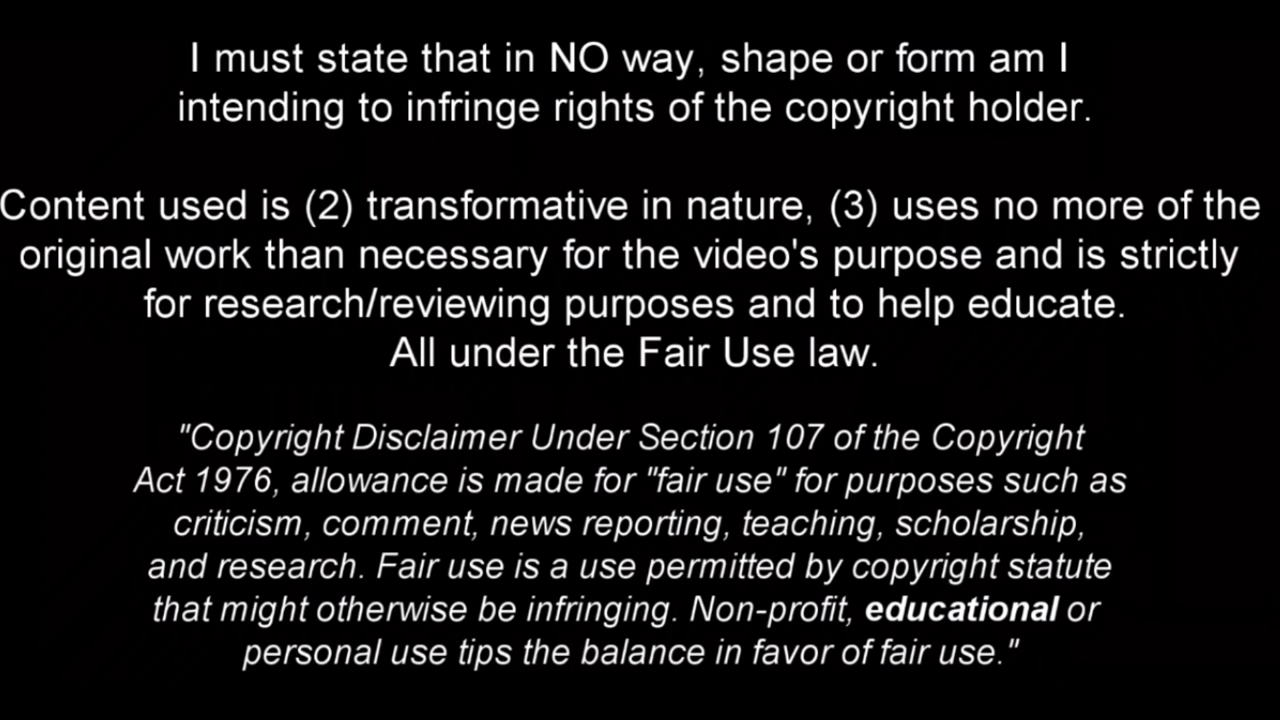 I must state that in NO way, shape or form am I
intending to infringe rights of the copyright holder.
Content used is (2) transformative in nature, (3) uses no more of the
original work than necessary for the video's purpose and is strictly
for research/reviewing purposes and to help educate.
All under the Fair Use law.
"Copyright Disclaimer Under Section 107 of the Copyright
Act 1976, allowance is made for "fair use" for purposes such as
criticism, comment, news reporting, teaching, scholarship,
and research. Fair use is a use permitted by copyright statute
that might otherwise be infringing. Non-profit, educational or
personal use tips the balance in favor of fair use."